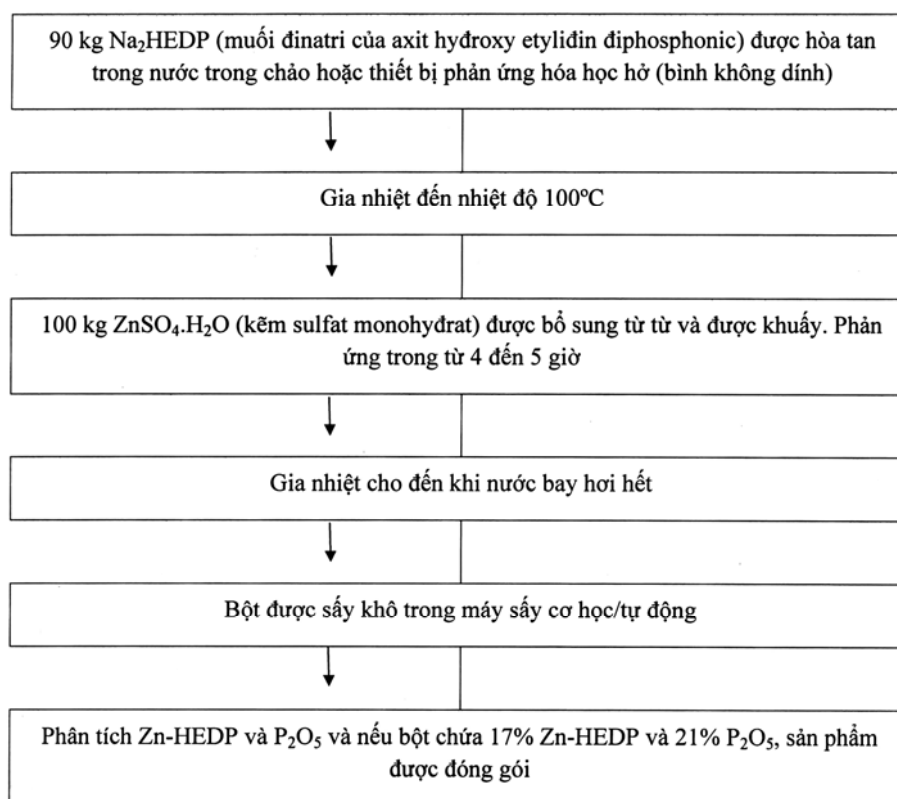 90 kg Na₂HEDP (muối đinatri của axit hyđroxy etyliđin điphosphonic) được hòa tan
trong nước trong chảo hoặc thiết bị phản ứng hóa học hở (bình không dính)
Gia nhiệt đến nhiệt độ 100ºC
100 kg ZnSO₄.H₂O (kẽm sulfat monohyđrat) được bổ sung từ từ và được khuấy. Phản
ứng trong từ 4 đến 5 giờ
Gia nhiệt cho đến khi nước bay hơi hết
Bột được sấy khô trong máy sấy cơ học/tự động
Phân tích Zn-HEDP và P₂O₅ và nếu bột chứa 17% Zn-HEDP và 21% P₂O₅, sản phẩm
được đóng gói